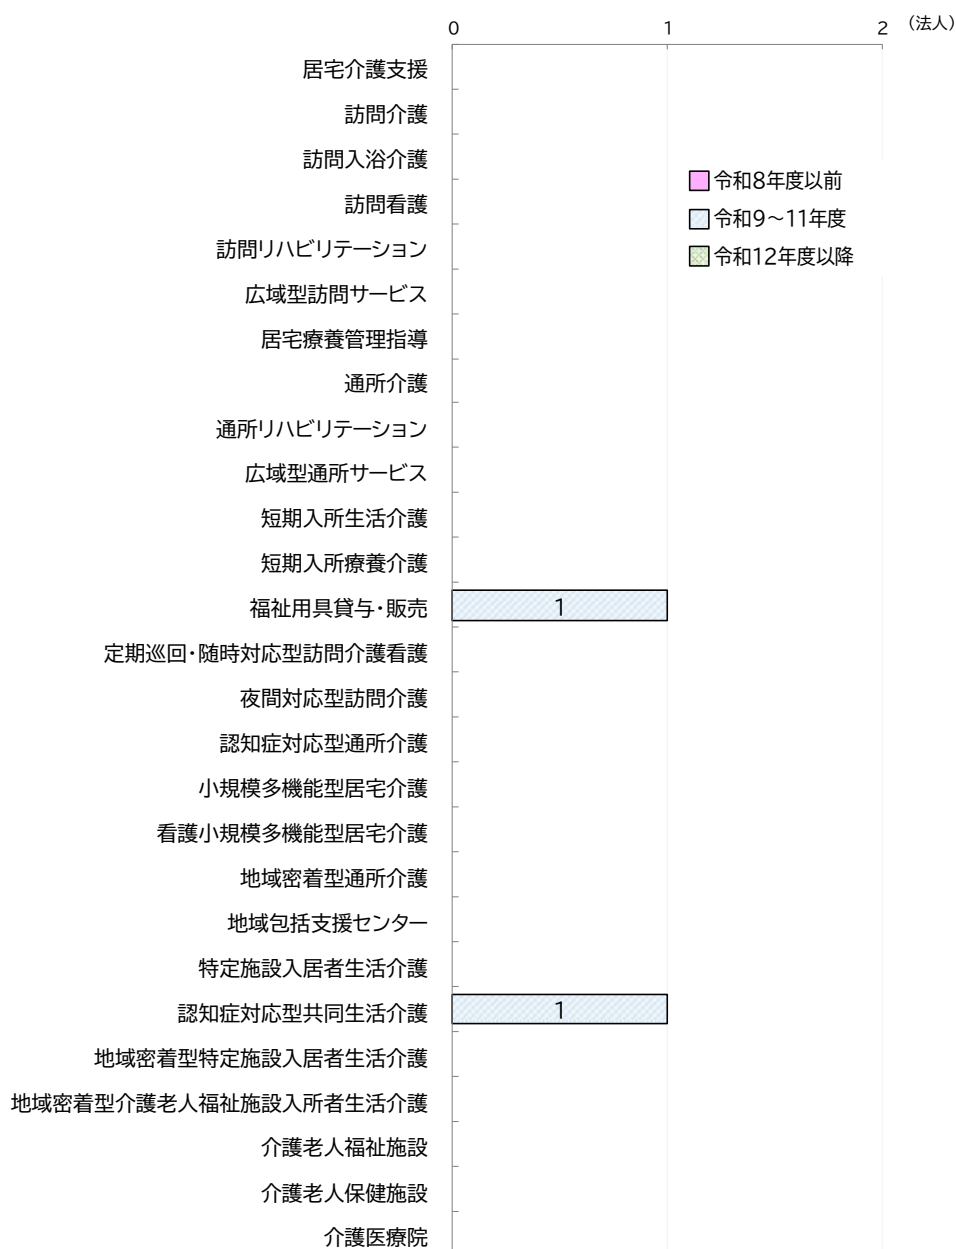 0 1 2 （法人）
居宅介護支援
訪問介護
訪問入浴介護
訪問看護
訪問リハビリテーション
広域型訪問サービス
居宅療養管理指導
通所介護
通所リハビリテーション
広域型通所サービス
短期入所生活介護
短期入所療養介護
福祉用具貸与・販売 1
定期巡回・随時対応型訪問介護看護
夜間対応型訪問介護
認知症対応型通所介護
小規模多機能型居宅介護
看護小規模多機能型居宅介護
地域密着型通所介護
地域包括支援センター
特定施設入居者生活介護
認知症対応型共同生活介護 1
地域密着型特定施設入居者生活介護
地域密着型介護老人福祉施設入所者生活介護
介護老人福祉施設
介護老人保健施設
介護医療院
令和8年度以前
令和9～11年度
令和12年度以降